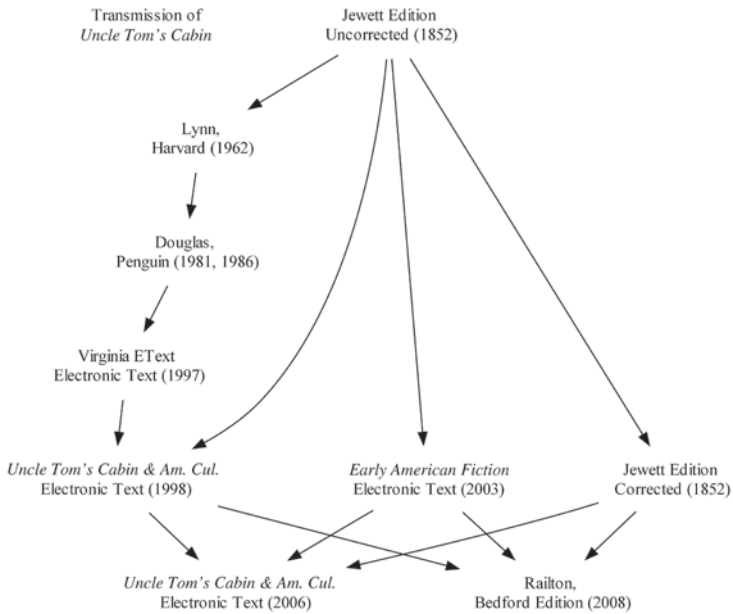 Transmission of
Uncle Tom's Cabin
Jewett Edition
Uncorrected (1852)
Lynn,
Harvard (1962)
Douglas,
Penguin (1981, 1986)
Virginia EText
Electronic Text (1997)
Uncle Tom's Cabin & Am. Cul.
Electronic Text (1998)
Early American Fiction
Electronic Text (2003)
Jewett Edition
Corrected (1852)
Uncle Tom's Cabin & Am. Cul.
Electronic Text (2006)
Railton,
Bedford Edition (2008)